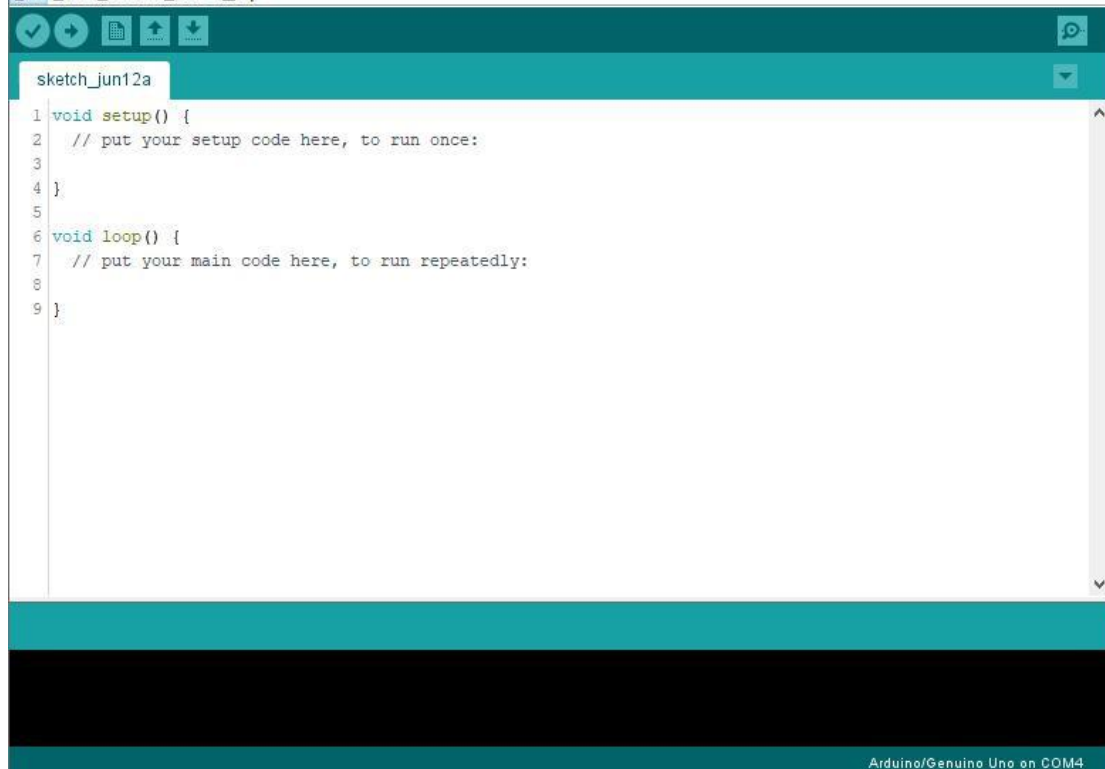 sketch_jun12a
1 void setup() {
2   // put your setup code here, to run once:
3
4 }
5
6 void loop() {
7   // put your main code here, to run repeatedly:
8
9 }
Arduino/Genuino Uno on COM4